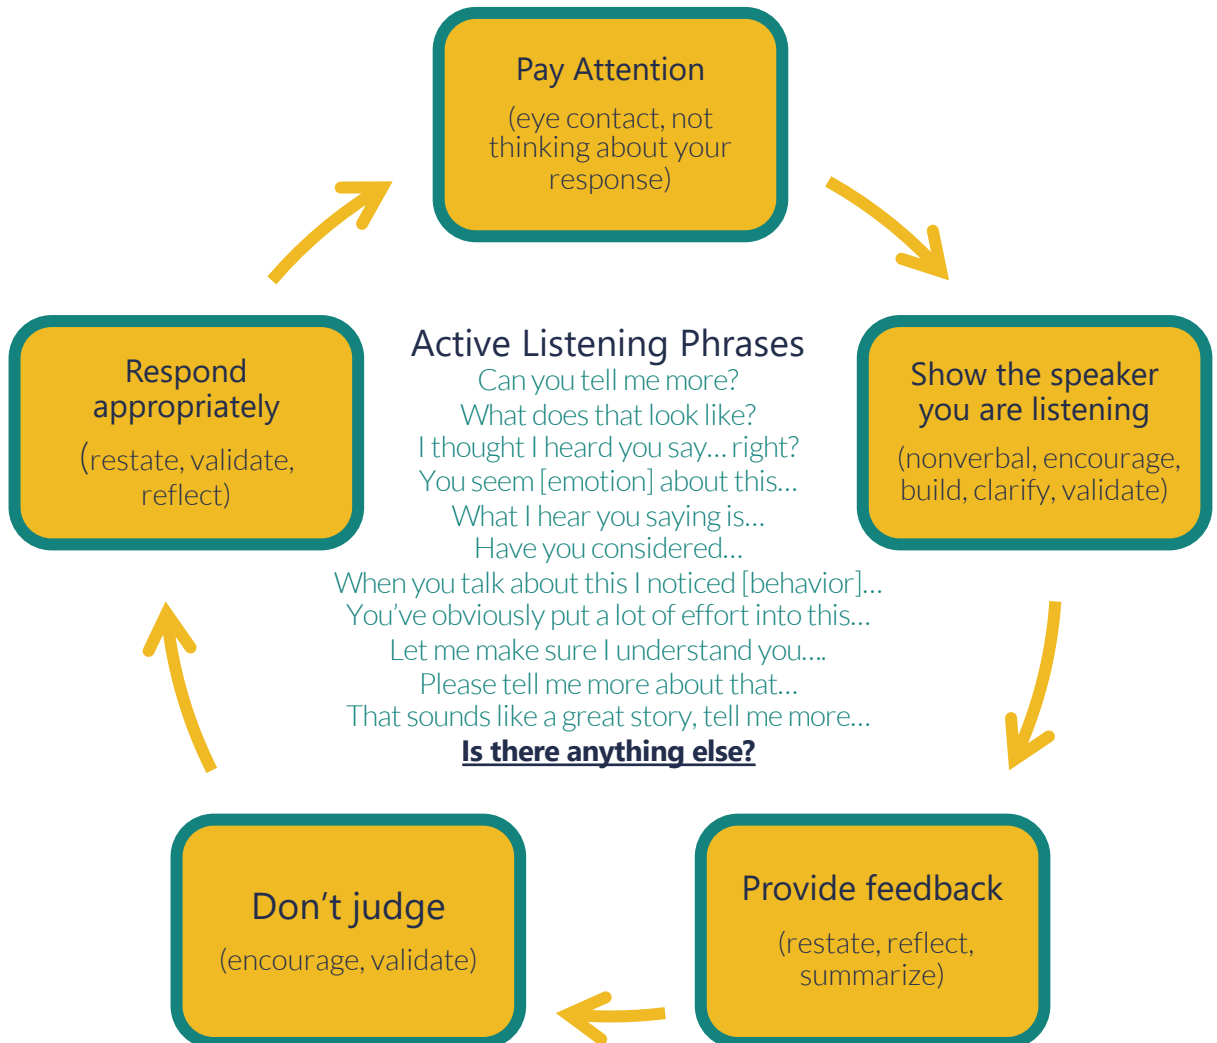 Pay Attention
(eye contact, not
thinking about your
response)
Respond
appropriately
(restate, validate,
reflect)
Active Listening Phrases
Can you tell me more?
What does that look like?
I thought I heard you say… right?
You seem [emotion] about this…
What I hear you saying is…
Have you considered…
When you talk about this I noticed [behavior]…
You’ve obviously put a lot of effort into this…
Let me make sure I understand you….
Please tell me more about that…
That sounds like a great story, tell me more…
Is there anything else?
Show the speaker
you are listening
(nonverbal, encourage,
build, clarify, validate)
Don’t judge
(encourage, validate)
Provide feedback
(restate, reflect,
summarize)